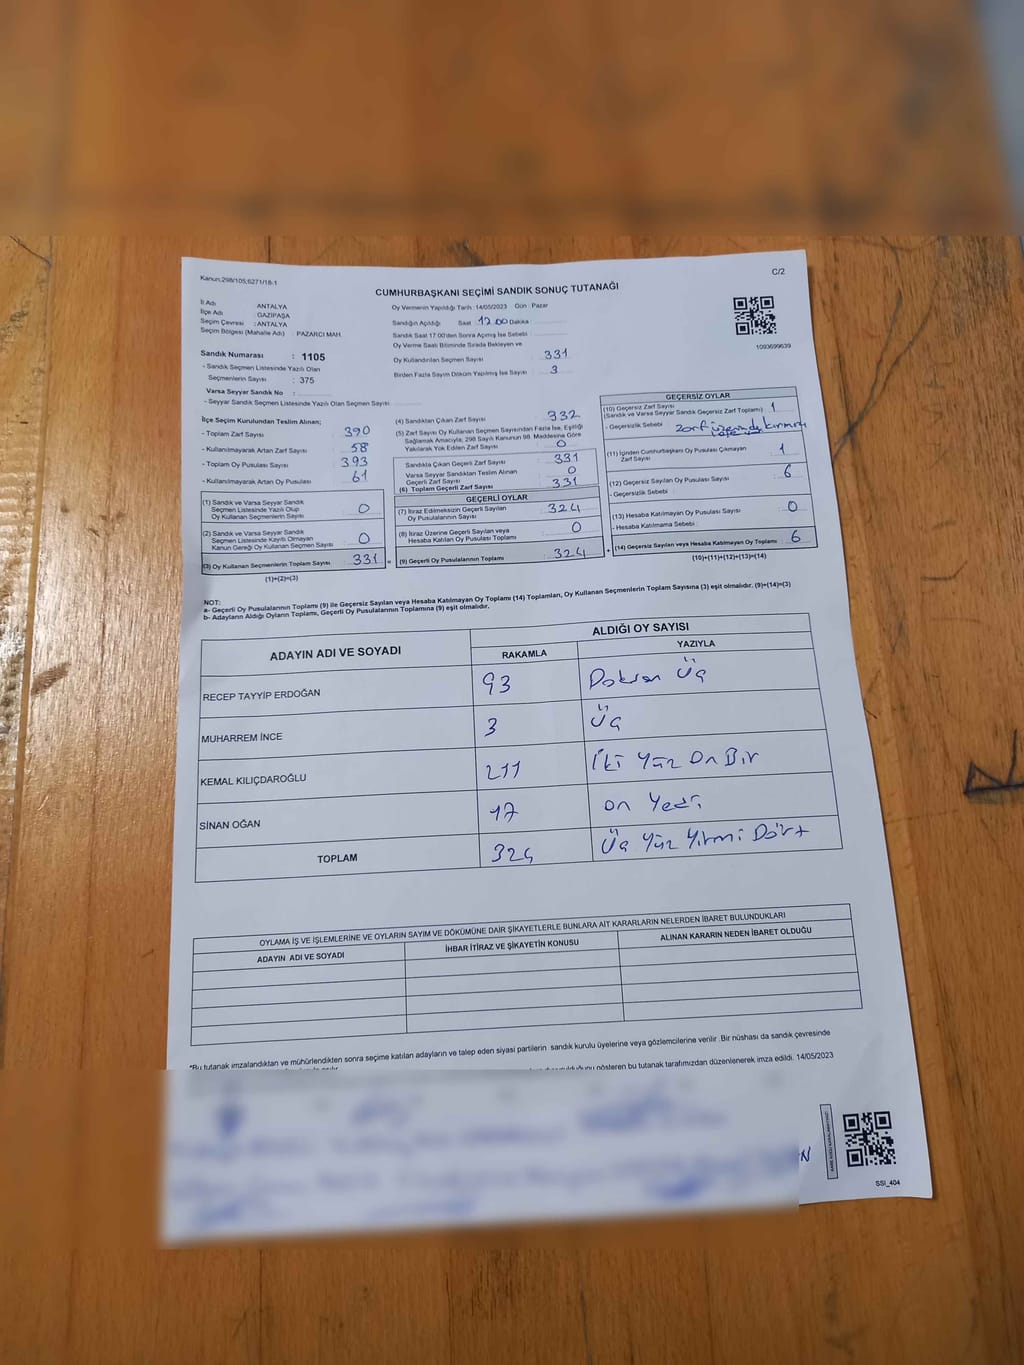 Kanun;298/105;6271/18-1
C/2
CUMHURBAŞKANI SEÇİMİ SANDIK SONUÇ TUTANAĞI
İl Adı ANTALYA
İlçe Adı GAZİPAŞA
Seçim Çevresi : ANTALYA
Seçim Bölgesi (Mahalle Adı) PAZARCI MAH.
Sandık Numarası : 1105
- Sandık Seçmen Listesinde Yazılı Olan
Seçmenlerin Sayısı : 375
Varsa Seyyar Sandık No :
- Seyyar Sandık Seçmen Listesinde Yazılı Olan Seçmen Sayısı
Oy Vermenin Yapıldığı Tarih : 14/05/2023 Gün : Pazar
Sandığın Açıldığı Saat 17 00 Dakika
Sandık Saat 17:00'den Sonra Açılmış İse Sebebi
Oy Verme Saati Bitiminde Sırada Bekleyen ve
Oy Kullandırılan Seçmen Sayısı 331
Birden Fazla Sayım Döküm Yapılmış İse Sayısı 3
1093699639
İlçe Seçim Kurulundan Teslim Alınan;
- Toplam Zarf Sayısı 390
- Kullanılmayarak Artan Zarf Sayısı 58
- Toplam Oy Pusulası Sayısı 393
- Kullanılmayarak Artan Oy Pusulası Sayısı 61
(1) Sandık ve Varsa Seyyar Sandık
Seçmen Listesinde Yazılı Olup
Oy Kullanan Seçmenlerin Sayısı 0
(2) Sandık ve Varsa Seyyar Sandık
Seçmen Listesinde Kayıtlı Olmayan
Kanun Gereği Oy Kullanan Seçmen Sayısı 0
(3) Oy Kullanan Seçmenlerin Toplam Sayısı 331
(1)+(2)=(3)
(4) Sandıktan Çıkan Zarf Sayısı 332
(5) Zarf Sayısı Oy Kullanan Seçmen Sayısından Fazla İse, Eşitliği
Sağlamak Amacıyla; 298 Sayılı Kanunun 98. Maddesine Göre
Yakılarak Yok Edilen Zarf Sayısı 0
Sandıkta Çıkan Geçerli Zarf Sayısı 331
Varsa Seyyar Sandıktan Teslim Alınan
Geçerli Zarf Sayısı 0
(6) Toplam Geçerli Zarf Sayısı 331
GEÇERLİ OYLAR
(7) İtiraz Edilmeksizin Geçerli Sayılan
Oy Pusulalarının Sayısı 324
(8) İtiraz Üzerine Geçerli Sayılan veya
Hesaba Katılan Oy Pusulası Toplamı 0
(9) Geçerli Oy Pusulalarının Toplamı 324
GEÇERSİZ OYLAR
(10) Geçersiz Zarf Sayısı
(Sandık ve Varsa Seyyar Sandık Geçersiz Zarf Toplamı) 1
- Geçersizlik Sebebi zarf üzerinde kırmızı
(11) İçinden Cumhurbaşkanı Oy Pusulası Çıkmayan
Zarf Sayısı 1
(12) Geçersiz Sayılan Oy Pusulası Sayısı 6
- Geçersizlik Sebebi :
(13) Hesaba Katılmayan Oy Pusulası Sayısı 0
- Hesaba Katılmama Sebebi :
(14) Geçersiz Sayılan veya Hesaba Katılmayan Oy Toplamı 6
(10)+(11)+(12)+(13)=(14)
NOT:
a- Geçerli Oy Pusulalarının Toplamı (9) ile Geçersiz Sayılan veya Hesaba Katılmayan Oy Toplamı (14) Toplamları, Oy Kullanan Seçmenlerin Toplam Sayısına (3) eşit olmalıdır. (9)+(14)=(3)
b- Adayların Aldığı Oyların Toplamı, Geçerli Oy Pusulalarının Toplamına (9) eşit olmalıdır.
ADAYIN ADI VE SOYADI
ALDIĞI OY SAYISI
RAKAMLA YAZIYLA
RECEP TAYYİP ERDOĞAN 93 Doksan Üç
MUHARREM İNCE 3 Üç
KEMAL KILIÇDAROĞLU 211 İki Yüz On Bir
SİNAN OĞAN 17 On Yedi
TOPLAM 324 Üç Yüz Yirmi Dört
OYLAMA İŞ VE İŞLEMLERİNE VE OYLARIN SAYIM VE DÖKÜMÜNE DAİR ŞİKAYETLERLE BUNLARA AİT KARARLARIN NELERDEN İBARET BULUNDUKLARI
ADAYIN ADI VE SOYADI İHBAR İTİRAZ VE ŞİKAYETİN KONUSU ALINAN KARARIN NEDEN İBARET OLDUĞU
*Bu tutanak imzalandıktan ve mühürlendikten sonra seçime katılan adayların ve talep eden siyasi partilerin sandık kurulu üyelerine veya gözlemcilerine verilir. Bir nüshası da sandık çevresinde
gösteren bu tutanak tarafımızdan düzenlenerek imza edildi. 14/05/2023
SSI_404